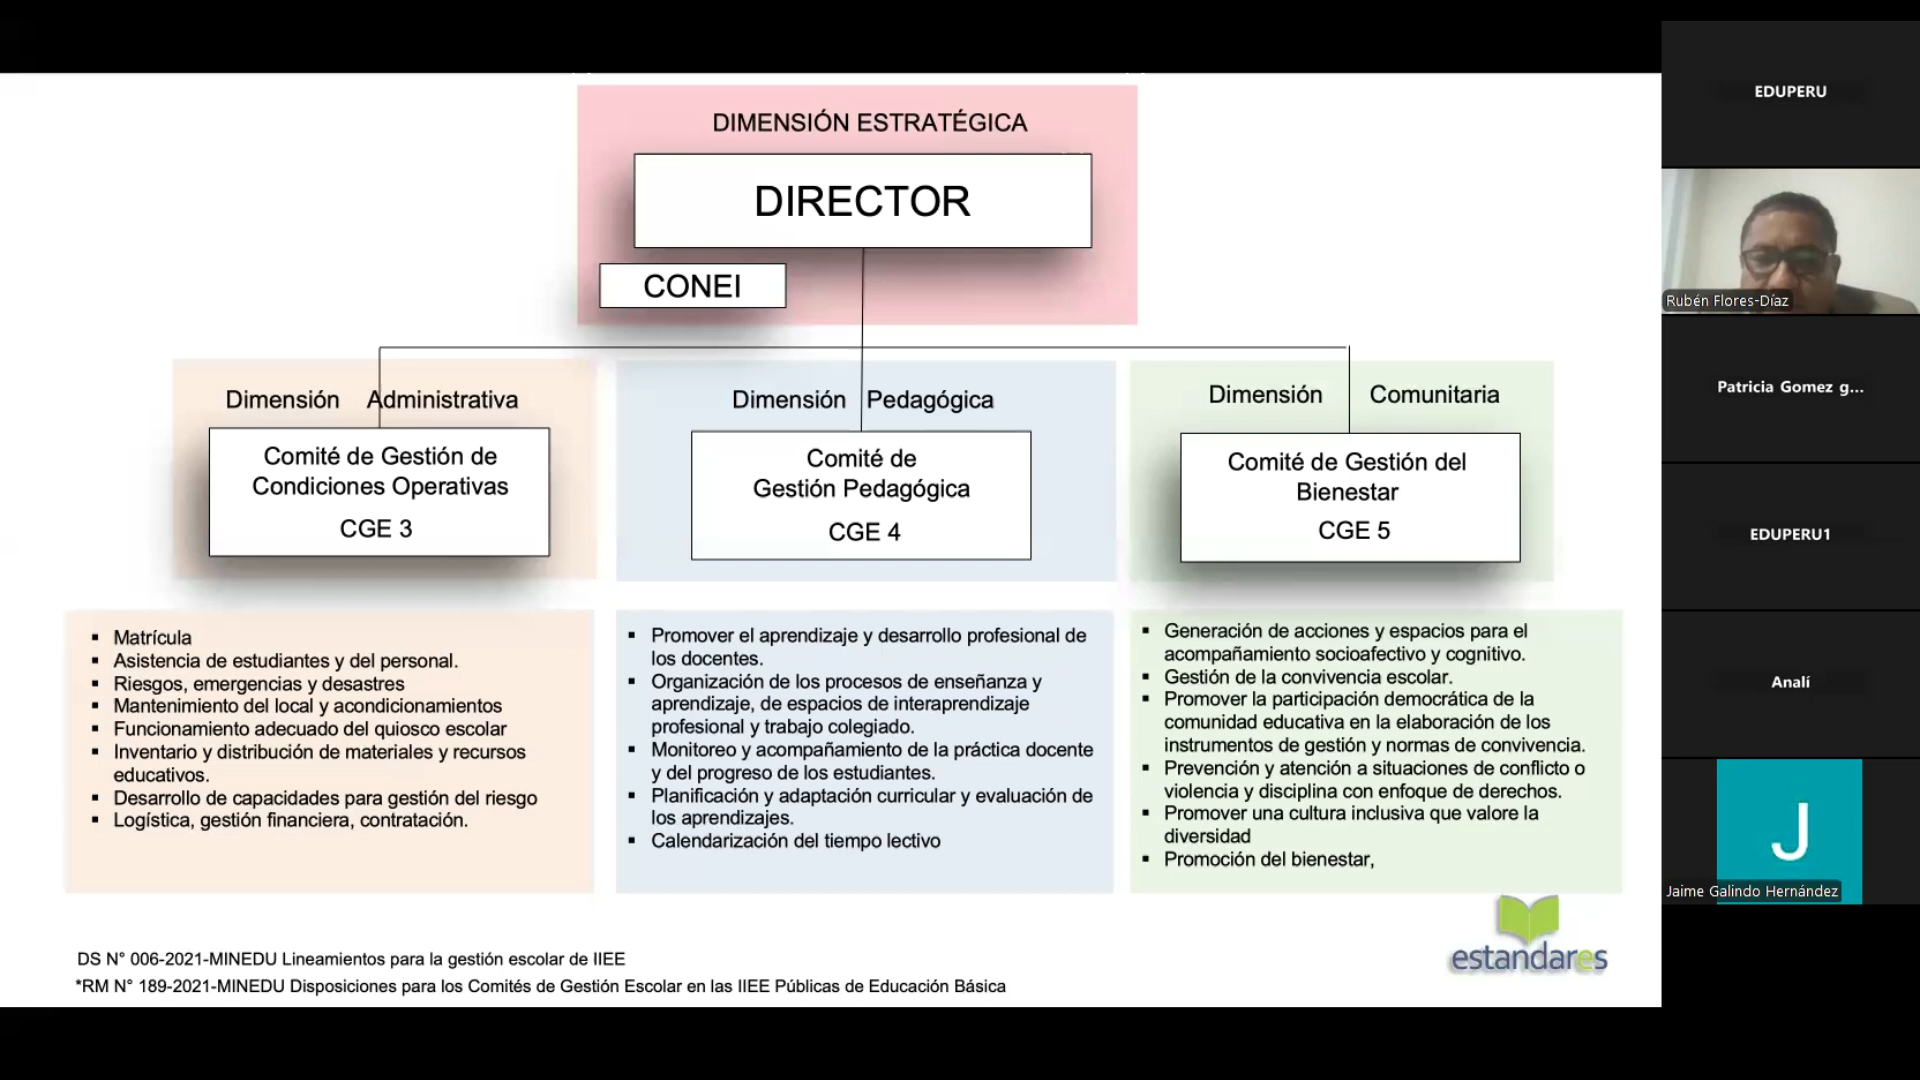 DIMENSIÓN ESTRATÉGICA
DIRECTOR
CONEI
Dimensión Administrativa
Comité de Gestión de
Condiciones Operativas
CGE 3
Dimensión Pedagógica
Comité de
Gestión Pedagógica
CGE 4
Dimensión Comunitaria
Comité de Gestión del
Bienestar
CGE 5
▪ Matrícula
▪ Asistencia de estudiantes y del personal.
▪ Riesgos, emergencias y desastres
▪ Mantenimiento del local y acondicionamientos
▪ Funcionamiento adecuado del quiosco escolar
▪ Inventario y distribución de materiales y recursos
educativos.
▪ Desarrollo de capacidades para gestión del riesgo
▪ Logística, gestión financiera, contratación.
▪ Promover el aprendizaje y desarrollo profesional de
los docentes.
▪ Organización de los procesos de enseñanza y
aprendizaje, de espacios de interaprendizaje
profesional y trabajo colegiado.
▪ Monitoreo y acompañamiento de la práctica docente
y del progreso de los estudiantes.
▪ Planificación y adaptación curricular y evaluación de
los aprendizajes.
▪ Calendarización del tiempo lectivo
▪ Generación de acciones y espacios para el
acompañamiento socioafectivo y cognitivo.
▪ Gestión de la convivencia escolar.
▪ Promover la participación democrática de la
comunidad educativa en la elaboración de los
instrumentos de gestión y normas de convivencia.
▪ Prevención y atención a situaciones de conflicto o
violencia y disciplina con enfoque de derechos.
▪ Promover una cultura inclusiva que valore la
diversidad
▪ Promoción del bienestar,
DS N° 006-2021-MINEDU Lineamientos para la gestión escolar de IIEE
*RM N° 189-2021-MINEDU Disposiciones para los Comités de Gestión Escolar en las IIEE Públicas de Educación Básica
estandares
EDUPERU
Rubén Flores-Díaz
Patricia Gomez g...
EDUPERU1
Analí
J
Jaime Galindo Hernández